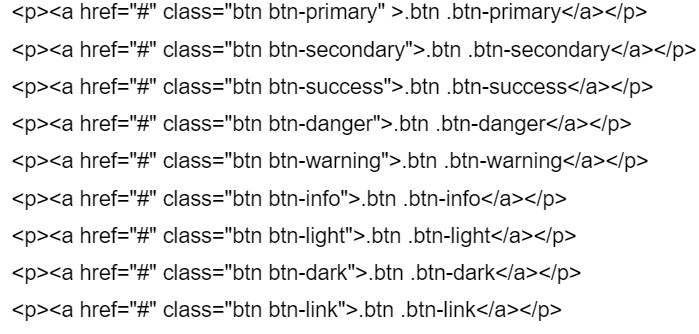 <p><a href="#" class="btn btn-primary" >.btn .btn-primary</a></p>
<p><a href="#" class="btn btn-secondary">.btn .btn-secondary</a></p>
<p><a href="#" class="btn btn-success">.btn .btn-success</a></p>
<p><a href="#" class="btn btn-danger">.btn .btn-danger</a></p>
<p><a href="#" class="btn btn-warning">.btn .btn-warning</a></p>
<p><a href="#" class="btn btn-info">.btn .btn-info</a></p>
<p><a href="#" class="btn btn-light">.btn .btn-light</a></p>
<p><a href="#" class="btn btn-dark">.btn .btn-dark</a></p>
<p><a href="#" class="btn btn-link">.btn .btn-link</a></p>